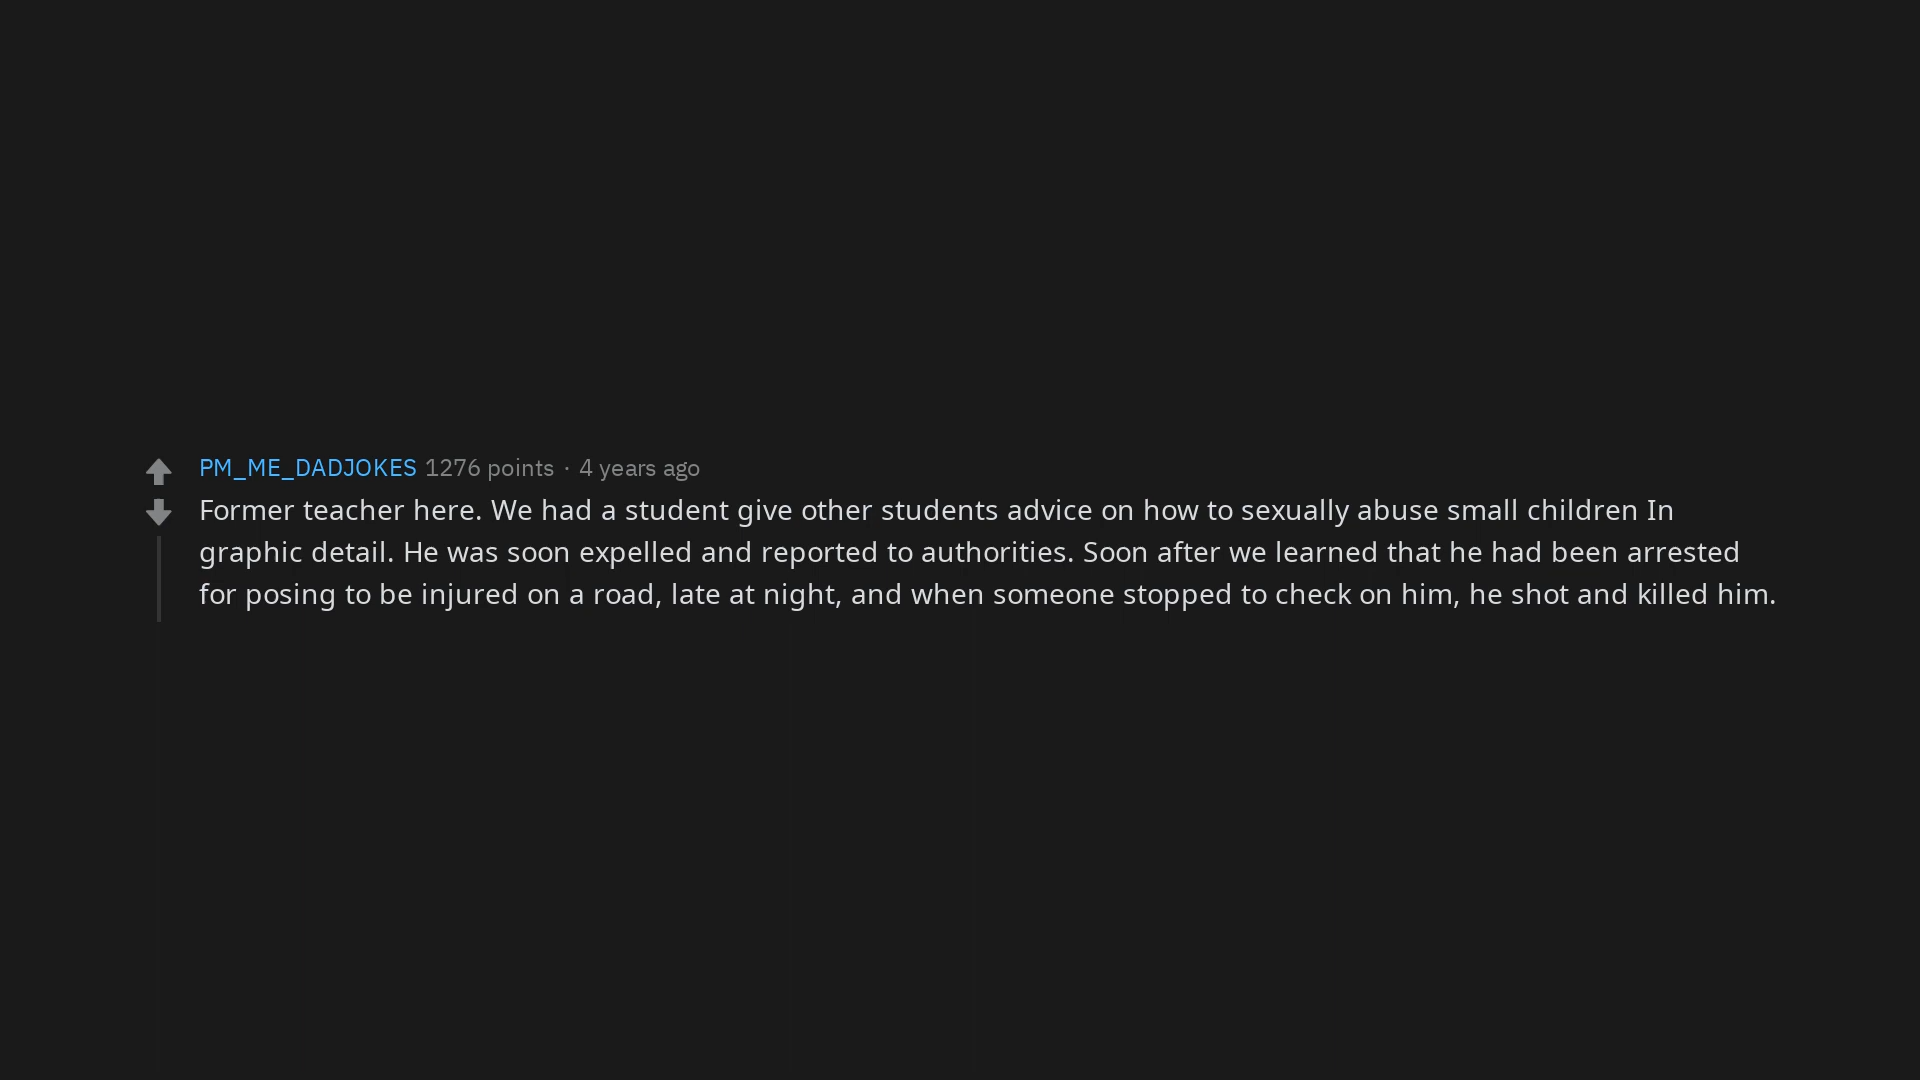 PM_ME_DADJOKES 1276 points · 4 years ago
Former teacher here. We had a student give other students advice on how to sexually abuse small children In
graphic detail. He was soon expelled and reported to authorities. Soon after we learned that he had been arrested
for posing to be injured on a road, late at night, and when someone stopped to check on him, he shot and killed him.